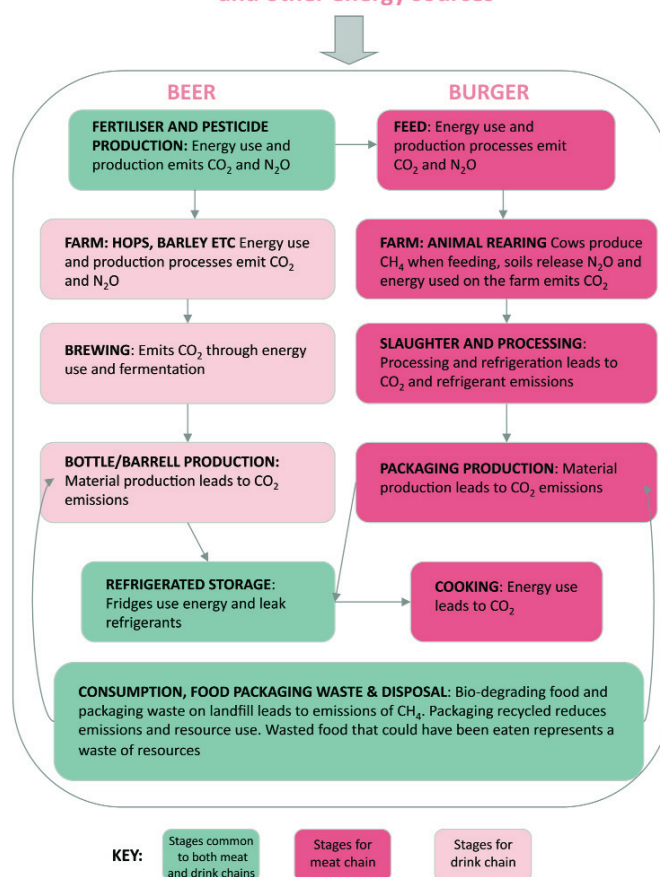 and other energy sources
BEER
BURGER
FERTILISER AND PESTICIDE
PRODUCTION: Energy use and
production emits CO₂ and N₂O
FEED: Energy use and
production processes emit
CO₂ and N₂O
FARM: HOPS, BARLEY ETC Energy use
and production processes emit CO₂
and N₂O
FARM: ANIMAL REARING Cows produce
CH₄ when feeding, soils release N₂O and
energy used on the farm emits CO₂
BREWING: Emits CO₂ through energy
use and fermentation
SLAUGHTER AND PROCESSING:
Processing and refrigeration leads to
CO₂ and refrigerant emissions
BOTTLE/BARRELL PRODUCTION:
Material production leads to CO₂
emissions
PACKAGING PRODUCTION: Material
production leads to CO₂ emissions
REFRIGERATED STORAGE:
Fridges use energy and leak
refrigerants
COOKING: Energy use
leads to CO₂
CONSUMPTION, FOOD PACKAGING WASTE & DISPOSAL: Bio-degrading food and
packaging waste on landfill leads to emissions of CH₄. Packaging recycled reduces
emissions and resource use. Wasted food that could have been eaten represents a
waste of resources
KEY:
Stages common
to both meat
and drink chains
Stages for
meat chain
Stages for
drink chain